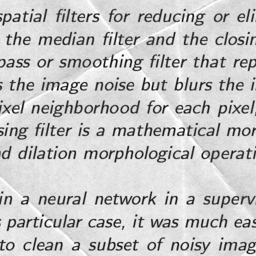 spatial filters for reducing or eli
the median filter and the closin
pass or smoothing filter that rep
s the image noise but blurs the i
ixel neighborhood for each pixel,
sing filter is a mathematical mor
nd dilation morphological operati
in a neural network in a superv
s particular case, it was much eas
to clean a subset of noisy imag